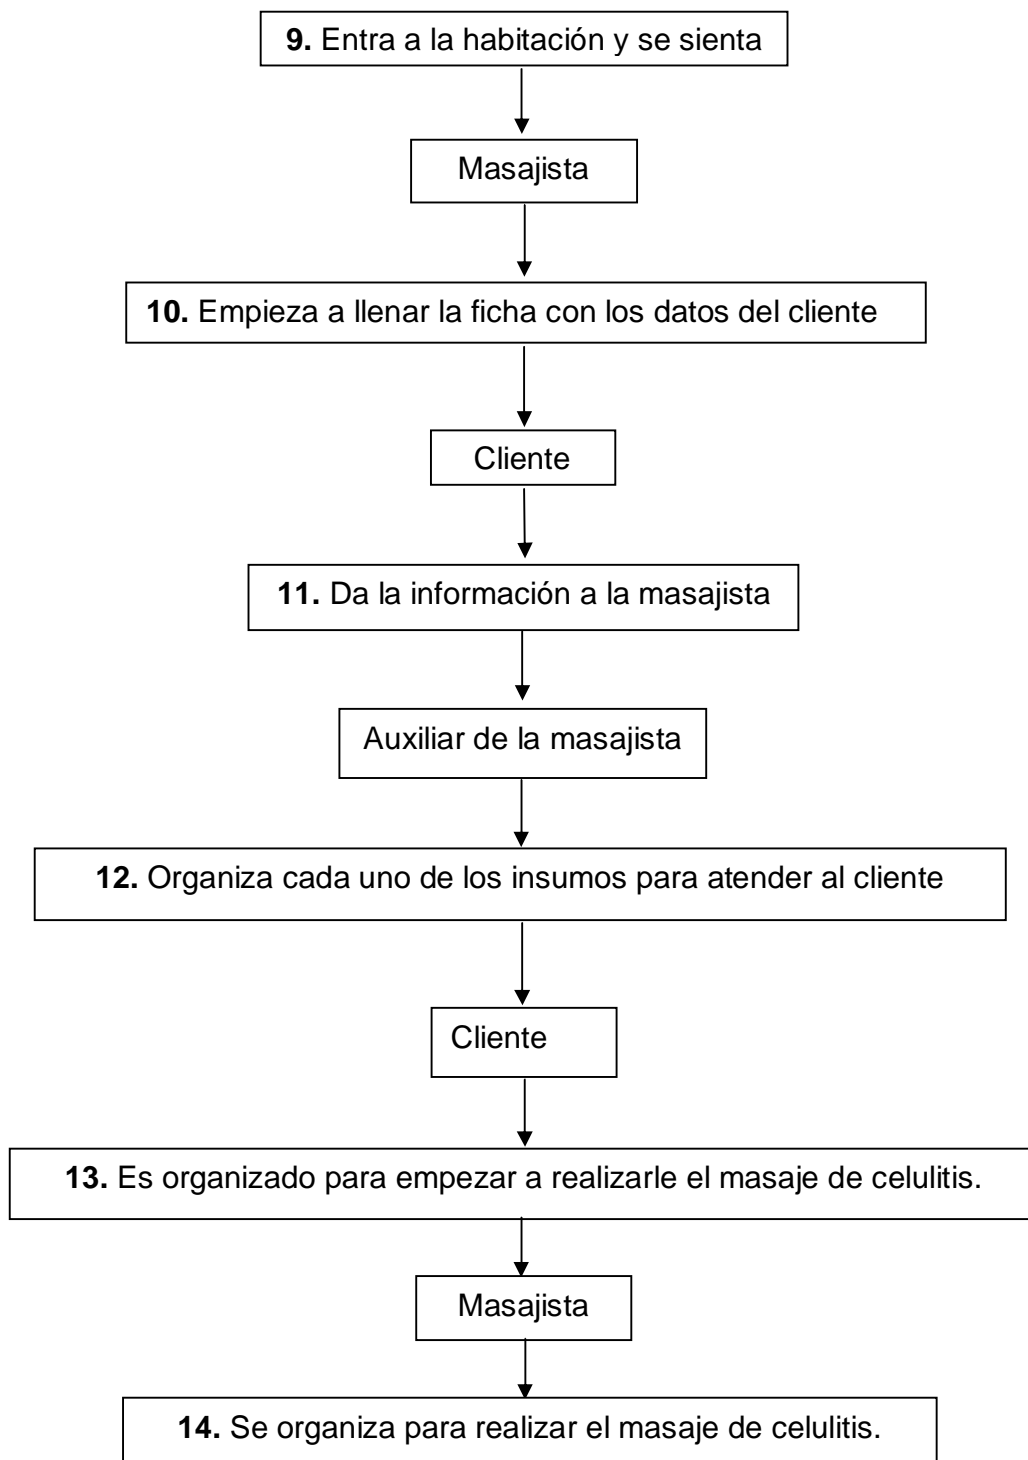 9. Entra a la habitación y se sienta
Masajista
10. Empieza a llenar la ficha con los datos del cliente
Cliente
11. Da la información a la masajista
Auxiliar de la masajista
12. Organiza cada uno de los insumos para atender al cliente
Cliente
13. Es organizado para empezar a realizarle el masaje de celulitis.
Masajista
14. Se organiza para realizar el masaje de celulitis.